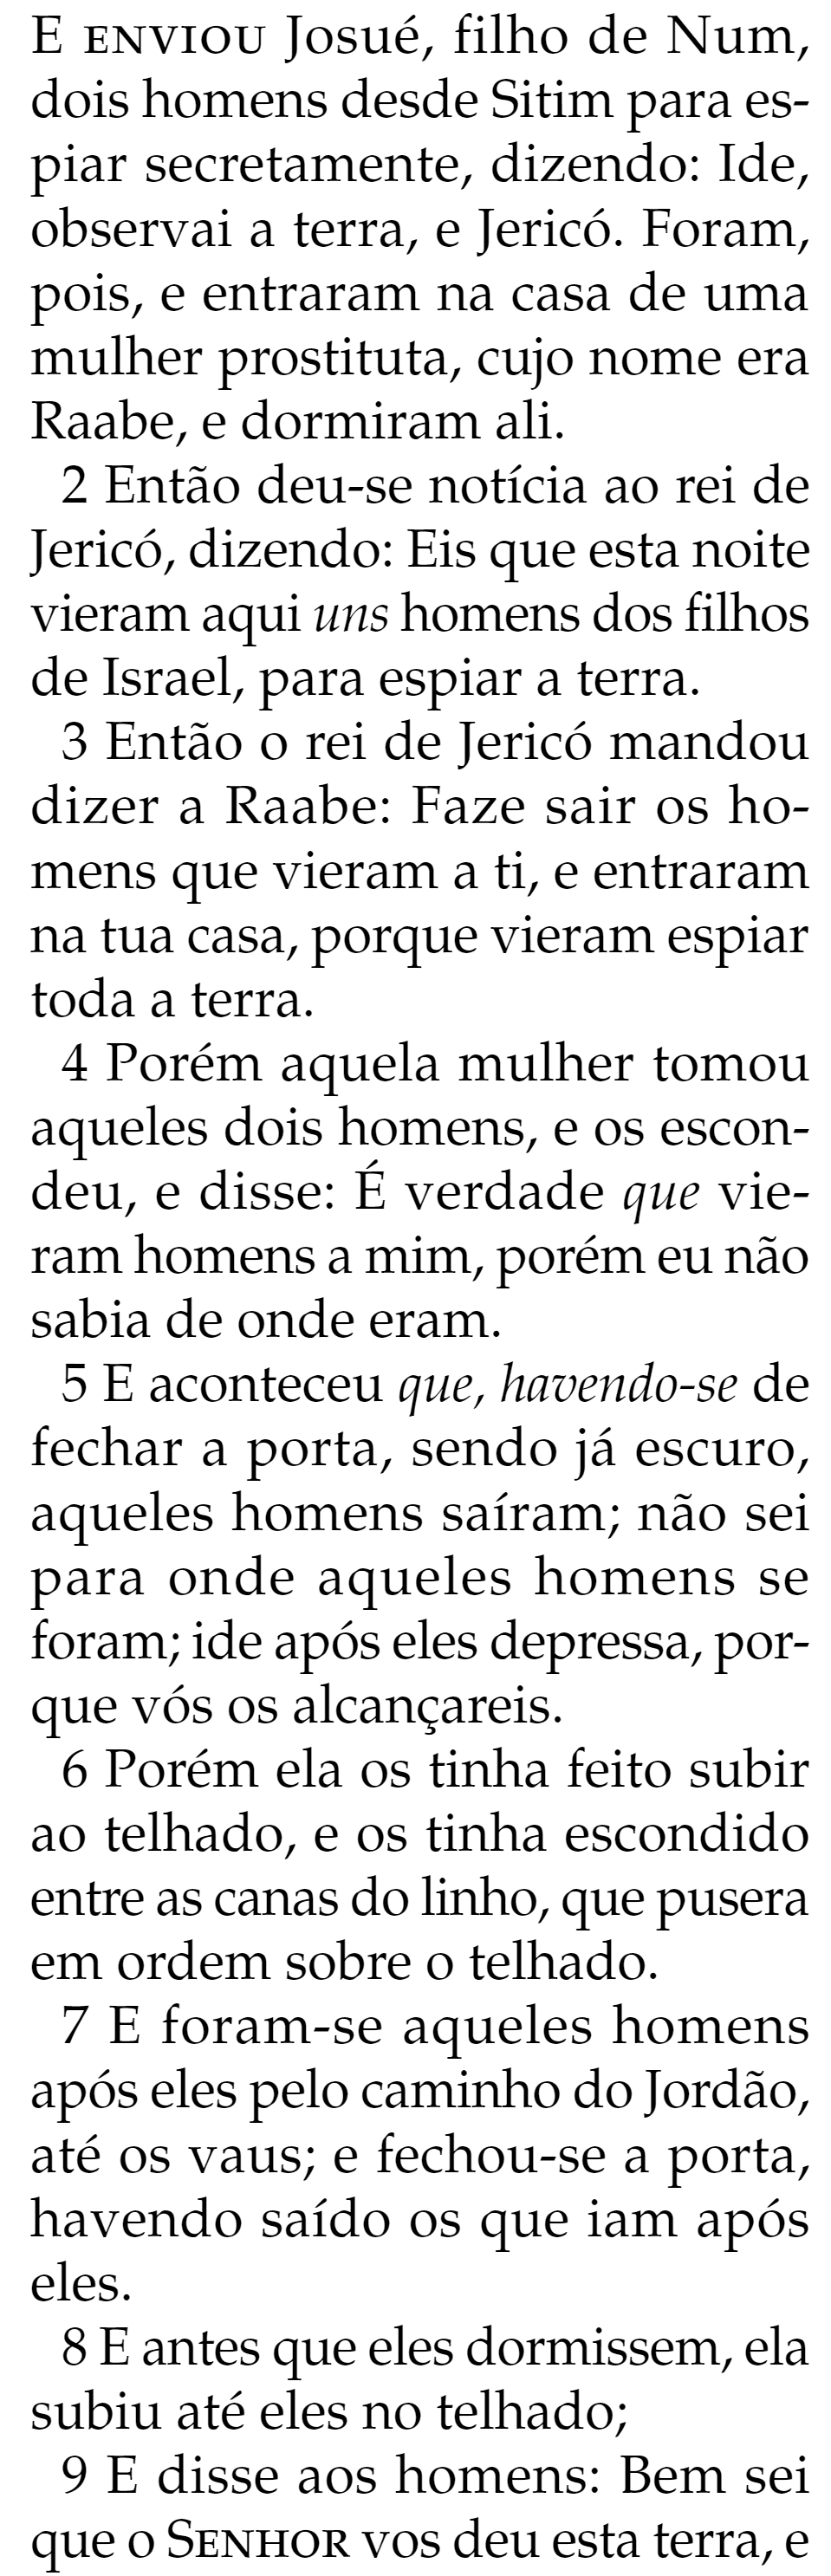 E ENVIOU Josué, filho de Num,
dois homens desde Sitim para es-
piar secretamente, dizendo: Ide,
observai a terra, e Jericó. Foram,
pois, e entraram na casa de uma
mulher prostituta, cujo nome era
Raabe, e dormiram ali.
2 Então deu-se notícia ao rei de
Jericó, dizendo: Eis que esta noite
vieram aqui uns homens dos filhos
de Israel, para espiar a terra.
3 Então o rei de Jericó mandou
dizer a Raabe: Faze sair os ho-
mens que vieram a ti, e entraram
na tua casa, porque vieram espiar
toda a terra.
4 Porém aquela mulher tomou
aqueles dois homens, e os escon-
deu, e disse: É verdade que vie-
ram homens a mim, porém eu não
sabia de onde eram.
5 E aconteceu que, havendo-se de
fechar a porta, sendo já escuro,
aqueles homens saíram; não sei
para onde aqueles homens se
foram; ide após eles depressa, por-
que vós os alcançareis.
6 Porém ela os tinha feito subir
ao telhado, e os tinha escondido
entre as canas do linho, que pusera
em ordem sobre o telhado.
7 E foram-se aqueles homens
após eles pelo caminho do Jordão,
até os vaus; e fechou-se a porta,
havendo saído os que iam após
eles.
8 E antes que eles dormissem, ela
subiu até eles no telhado;
9 E disse aos homens: Bem sei
que o SENHOR vos deu esta terra, e